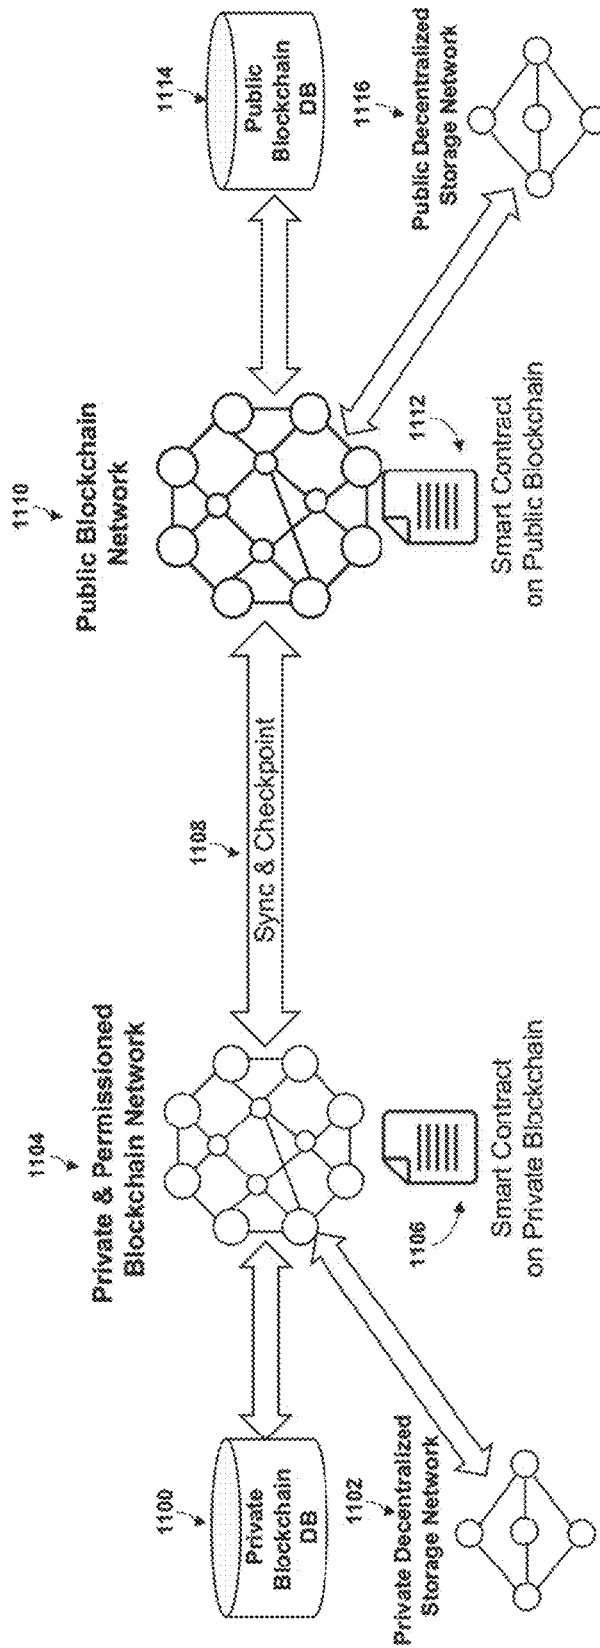 1100
Private
Blockchain
DB
1102
Private Decentralized
Storage Network
1104
Private & Permissioned
Blockchain Network
1106
Smart Contract
on Private Blockchain
1108
Sync & Checkpoint
1110
Public Blockchain
Network
1112
Smart Contract
on Public Blockchain
1114
Public
Blockchain
DB
1116
Public Decentralized
Storage Network